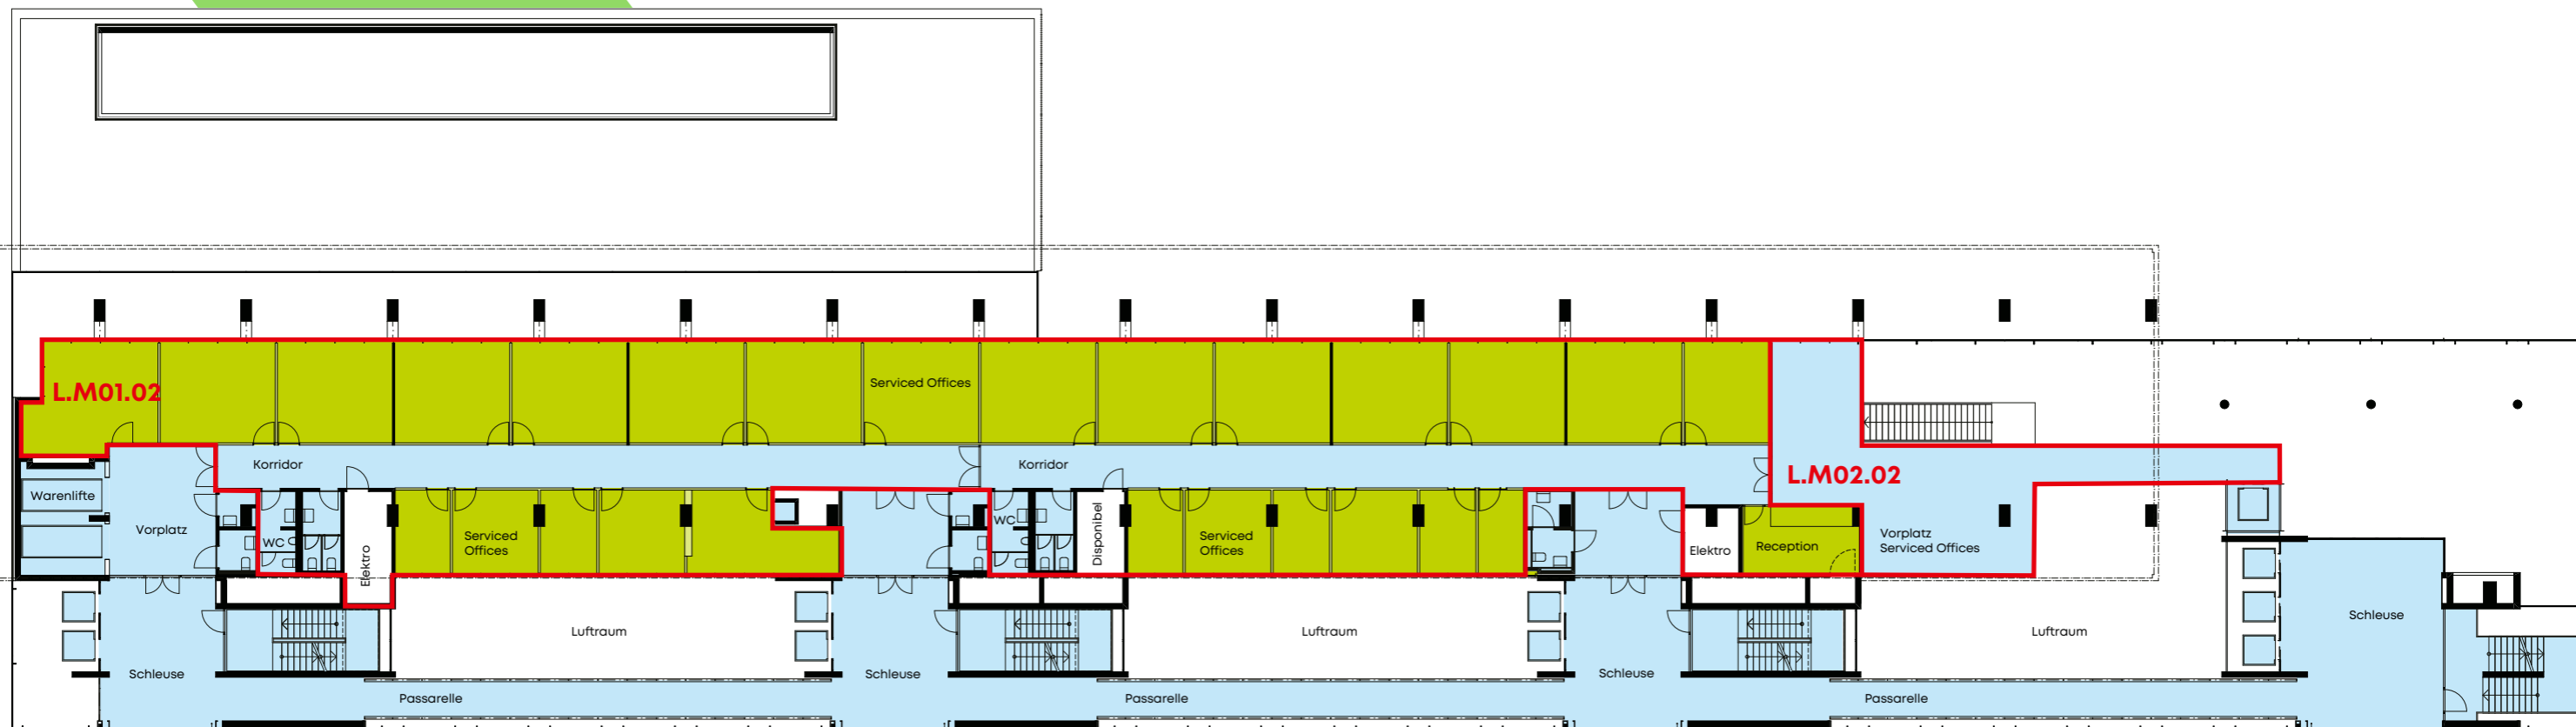 Serviced Offices
L.M01.02
Korridor
Korridor
L.M02.02
Warenlifte
Vorplatz
WC
Elektro
Serviced
Offices
WC
Disponibel
Serviced
Offices
Elektro
Reception
Vorplatz
Serviced Offices
Luftraum
Luftraum
Luftraum
Schleuse
Schleuse
Schleuse
Schleuse
Passarelle
Passarelle
Passarelle